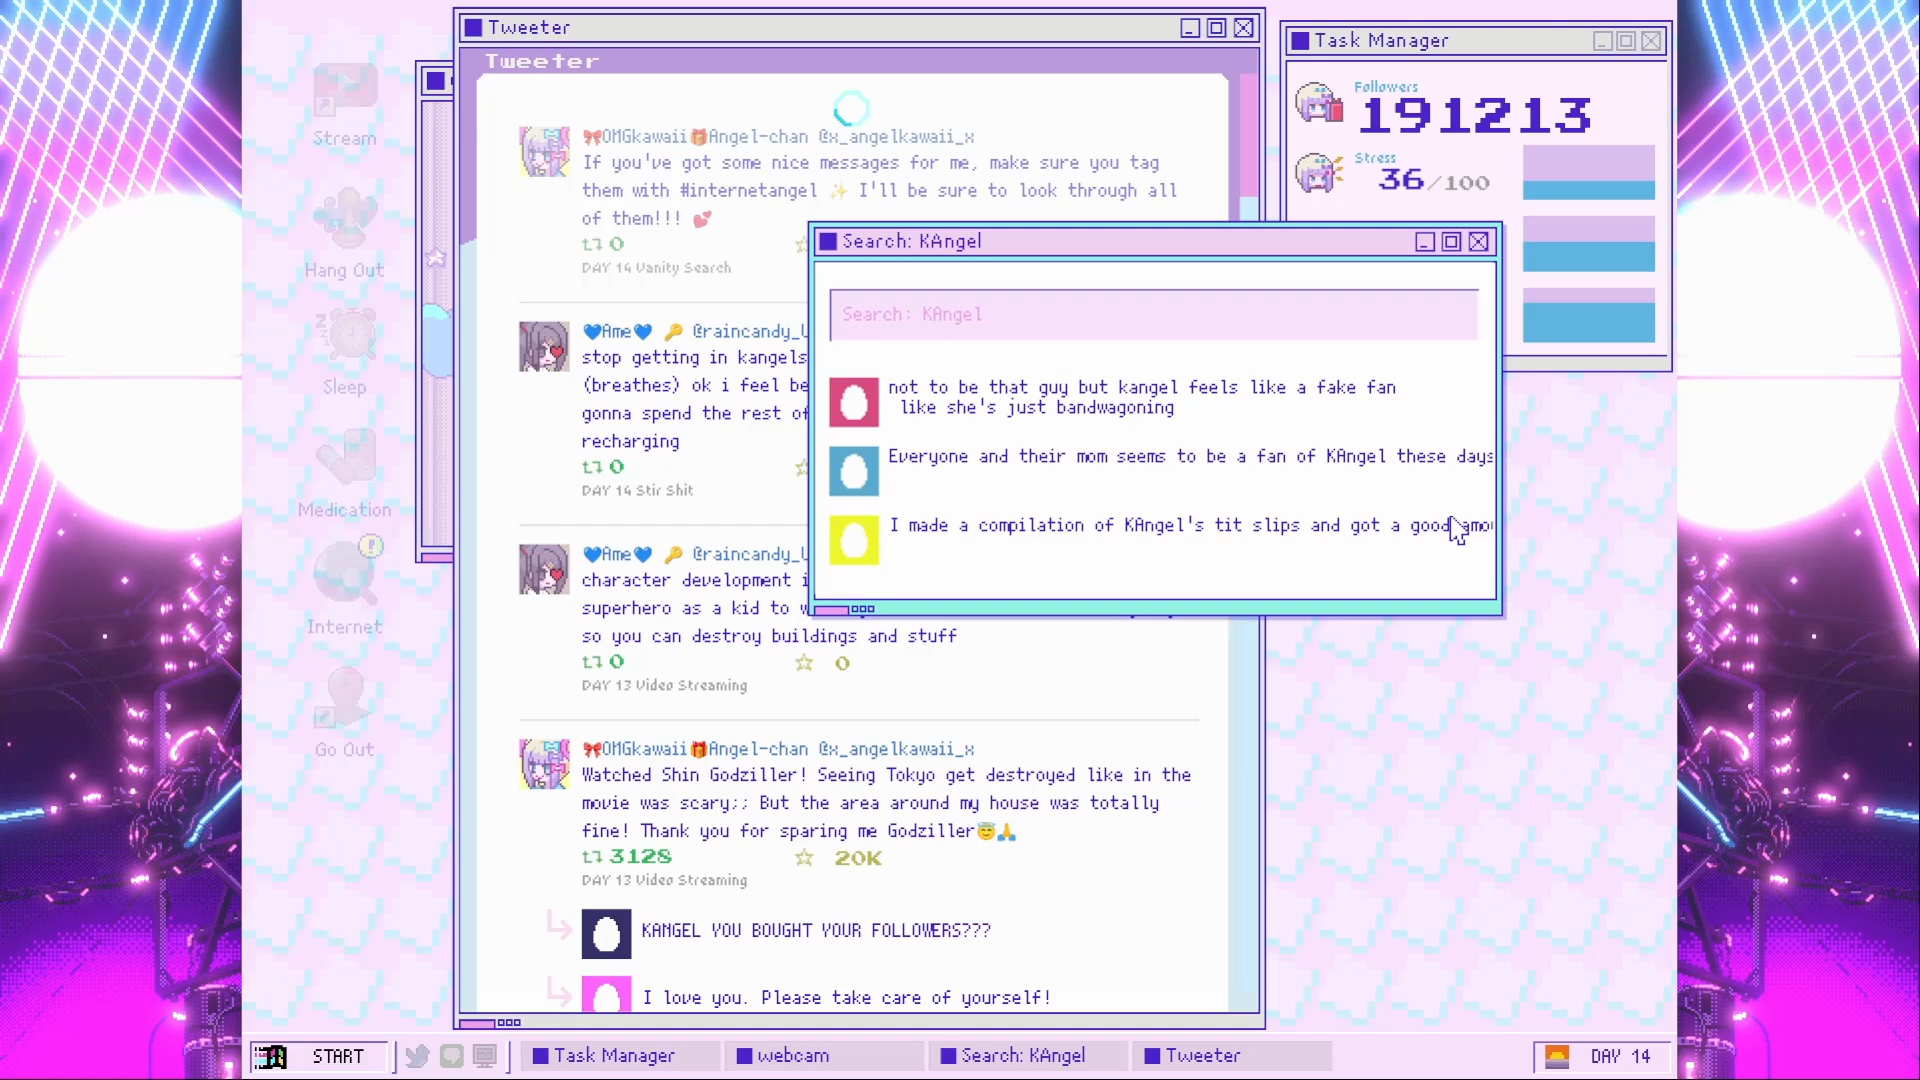 Stream
Hang Out
Sleep
Medication
Internet
Go Out
Tweeter
Tweeter
🎀OMGkawaii🎁Angel-chan @x_angelkawaii_x
If you've got some nice messages for me, make sure you tag
them with #internetangel ✨ I'll be sure to look through all
of them!!! 💕
0
DAY 14 Vanity Search
💙Ame💙 🔑 @raincandy_
stop getting in kangels
(breathes) ok i feel be
gonna spend the rest of
recharging
0
DAY 14 Stir Shit
💙Ame💙 🔑 @raincandy_
character development i
superhero as a kid to
so you can destroy buildings and stuff
0 ☆ 0
DAY 13 Video Streaming
🎀OMGkawaii🎁Angel-chan @x_angelkawaii_x
Watched Shin Godziller! Seeing Tokyo get destroyed like in the
movie was scary;; But the area around my house was totally
fine! Thank you for sparing me Godziller😇🙏
3128 ☆ 20K
DAY 13 Video Streaming
KANGEL YOU BOUGHT YOUR FOLLOWERS???
I love you. Please take care of yourself!
Search: KAngel
Search: KAngel
not to be that guy but kangel feels like a fake fan
like she's just bandwagoning
Everyone and their mom seems to be a fan of KAngel these days
I made a compilation of KAngel's tit slips and got a good amou
Task Manager
Followers
191213
Stress
36/100
START
Task Manager
webcam
Search: KAngel
Tweeter
DAY 14